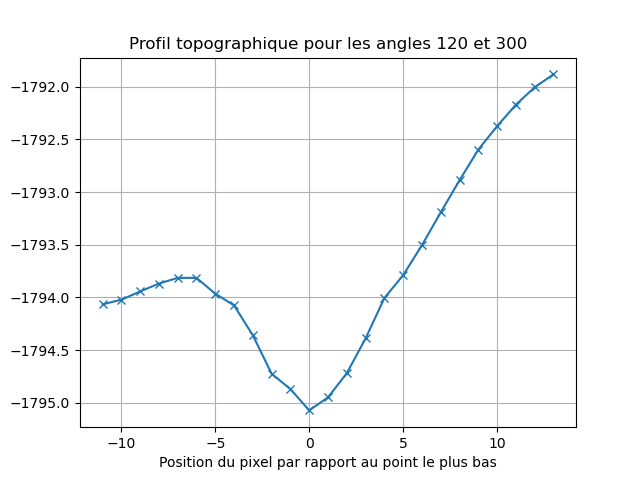 Profil topographique pour les angles 120 et 300
−1792.0
−1792.5
−1793.0
−1793.5
−1794.0
−1794.5
−1795.0
−10 −5 0 5 10
Position du pixel par rapport au point le plus bas